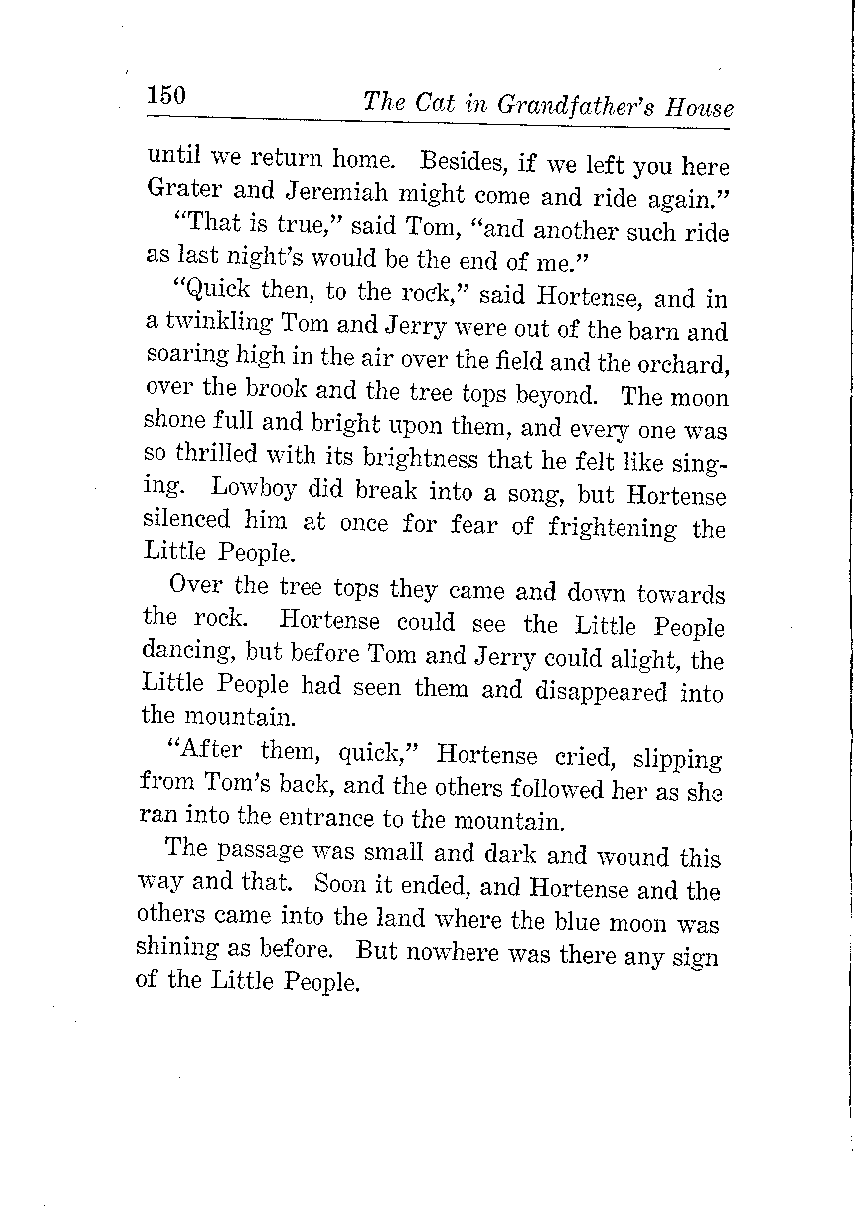 150 The Cat in Grandfather's House
until we return home. Besides, if we left you here
Grater and Jeremiah might come and ride again.”
“That is true,” said Tom, “and another such ride
as last night's would be the end of me.”
“Quick then, to the rock,” said Hortense, and in
a twinkling Tom and Jerry were out of the barn and
soaring high in the air over the field and the orchard,
over the brook and the tree tops beyond. The moon
shone full and bright upon them, and every one was
so thrilled with its brightness that he felt like sing-
ing. Lowboy did break into a song, but Hortense
silenced him at once for fear of frightening the
Little People.
Over the tree tops they came and down towards
the rock. Hortense could see the Little People
dancing, but before Tom and Jerry could alight, the
Little People had seen them and disappeared into
the mountain.
“After them, quick,” Hortense cried, slipping
from Tom's back, and the others followed her as she
ran into the entrance to the mountain.
The passage was small and dark and wound this
way and that. Soon it ended, and Hortense and the
others came into the land where the blue moon was
shining as before. But nowhere was there any sign
of the Little People.